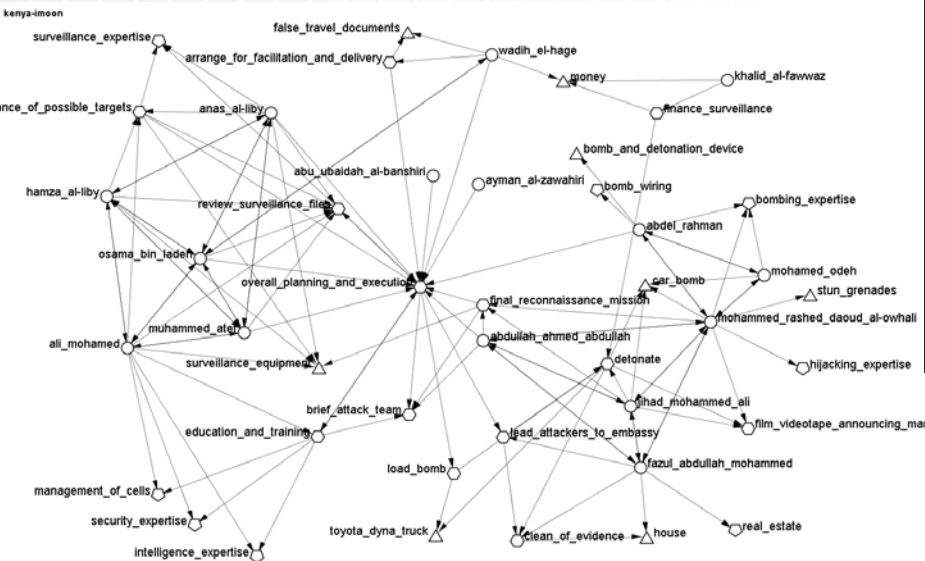 kenya-imoon
false_travel_documents
surveillance_expertise
arrange_for_facilitation_and_delivery
wadih_el-hage
money
khalid_al-fawwaz
nce_of_possible_targets
anas_al-liby
finance_surveillance
bomb_and_detonation_device
abu_ubaidah_al-banshiri
ayman_al-zawahiri
bomb_wiring
hamza_al-liby
review_surveillance_files
bombing_expertise
abdel_rahman
osama_bin_laden
overall_planning_and_execution
car_bomb
mohamed_odeh
stun_grenades
final_reconnaissance_mission
mohammed_rashed_daoud_al-owhali
muhammed_atef
ali_mohamed
abdullah_ahmed_abdullah
surveillance_equipment
detonate
hijacking_expertise
jihad_mohammed_ali
brief_attack_team
film_videotape_announcing_mar
education_and_training
lead_attackers_to_embassy
load_bomb
fazul_abdullah_mohammed
management_of_cells
security_expertise
toyota_dyna_truck
clean_of_evidence
house
real_estate
intelligence_expertise